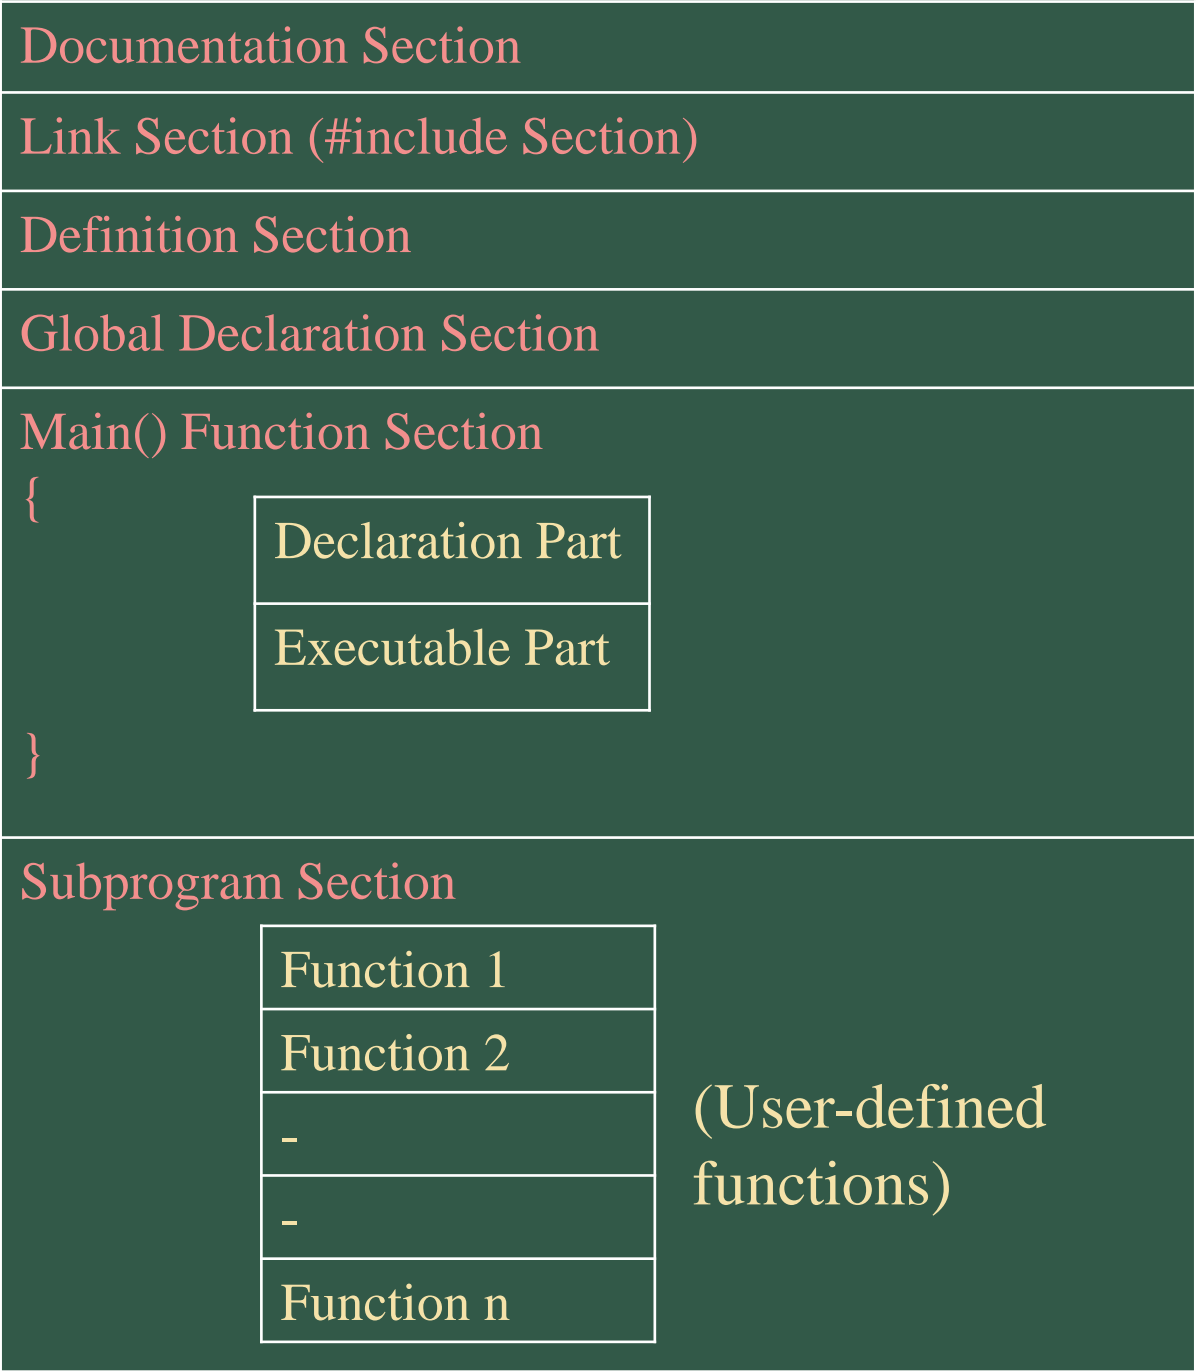 Documentation Section
Link Section (#include Section)
Definition Section
Global Declaration Section
Main() Function Section
{
Declaration Part
Executable Part
}
Subprogram Section
Function 1
Function 2
-
-
Function n
(User-defined
functions)